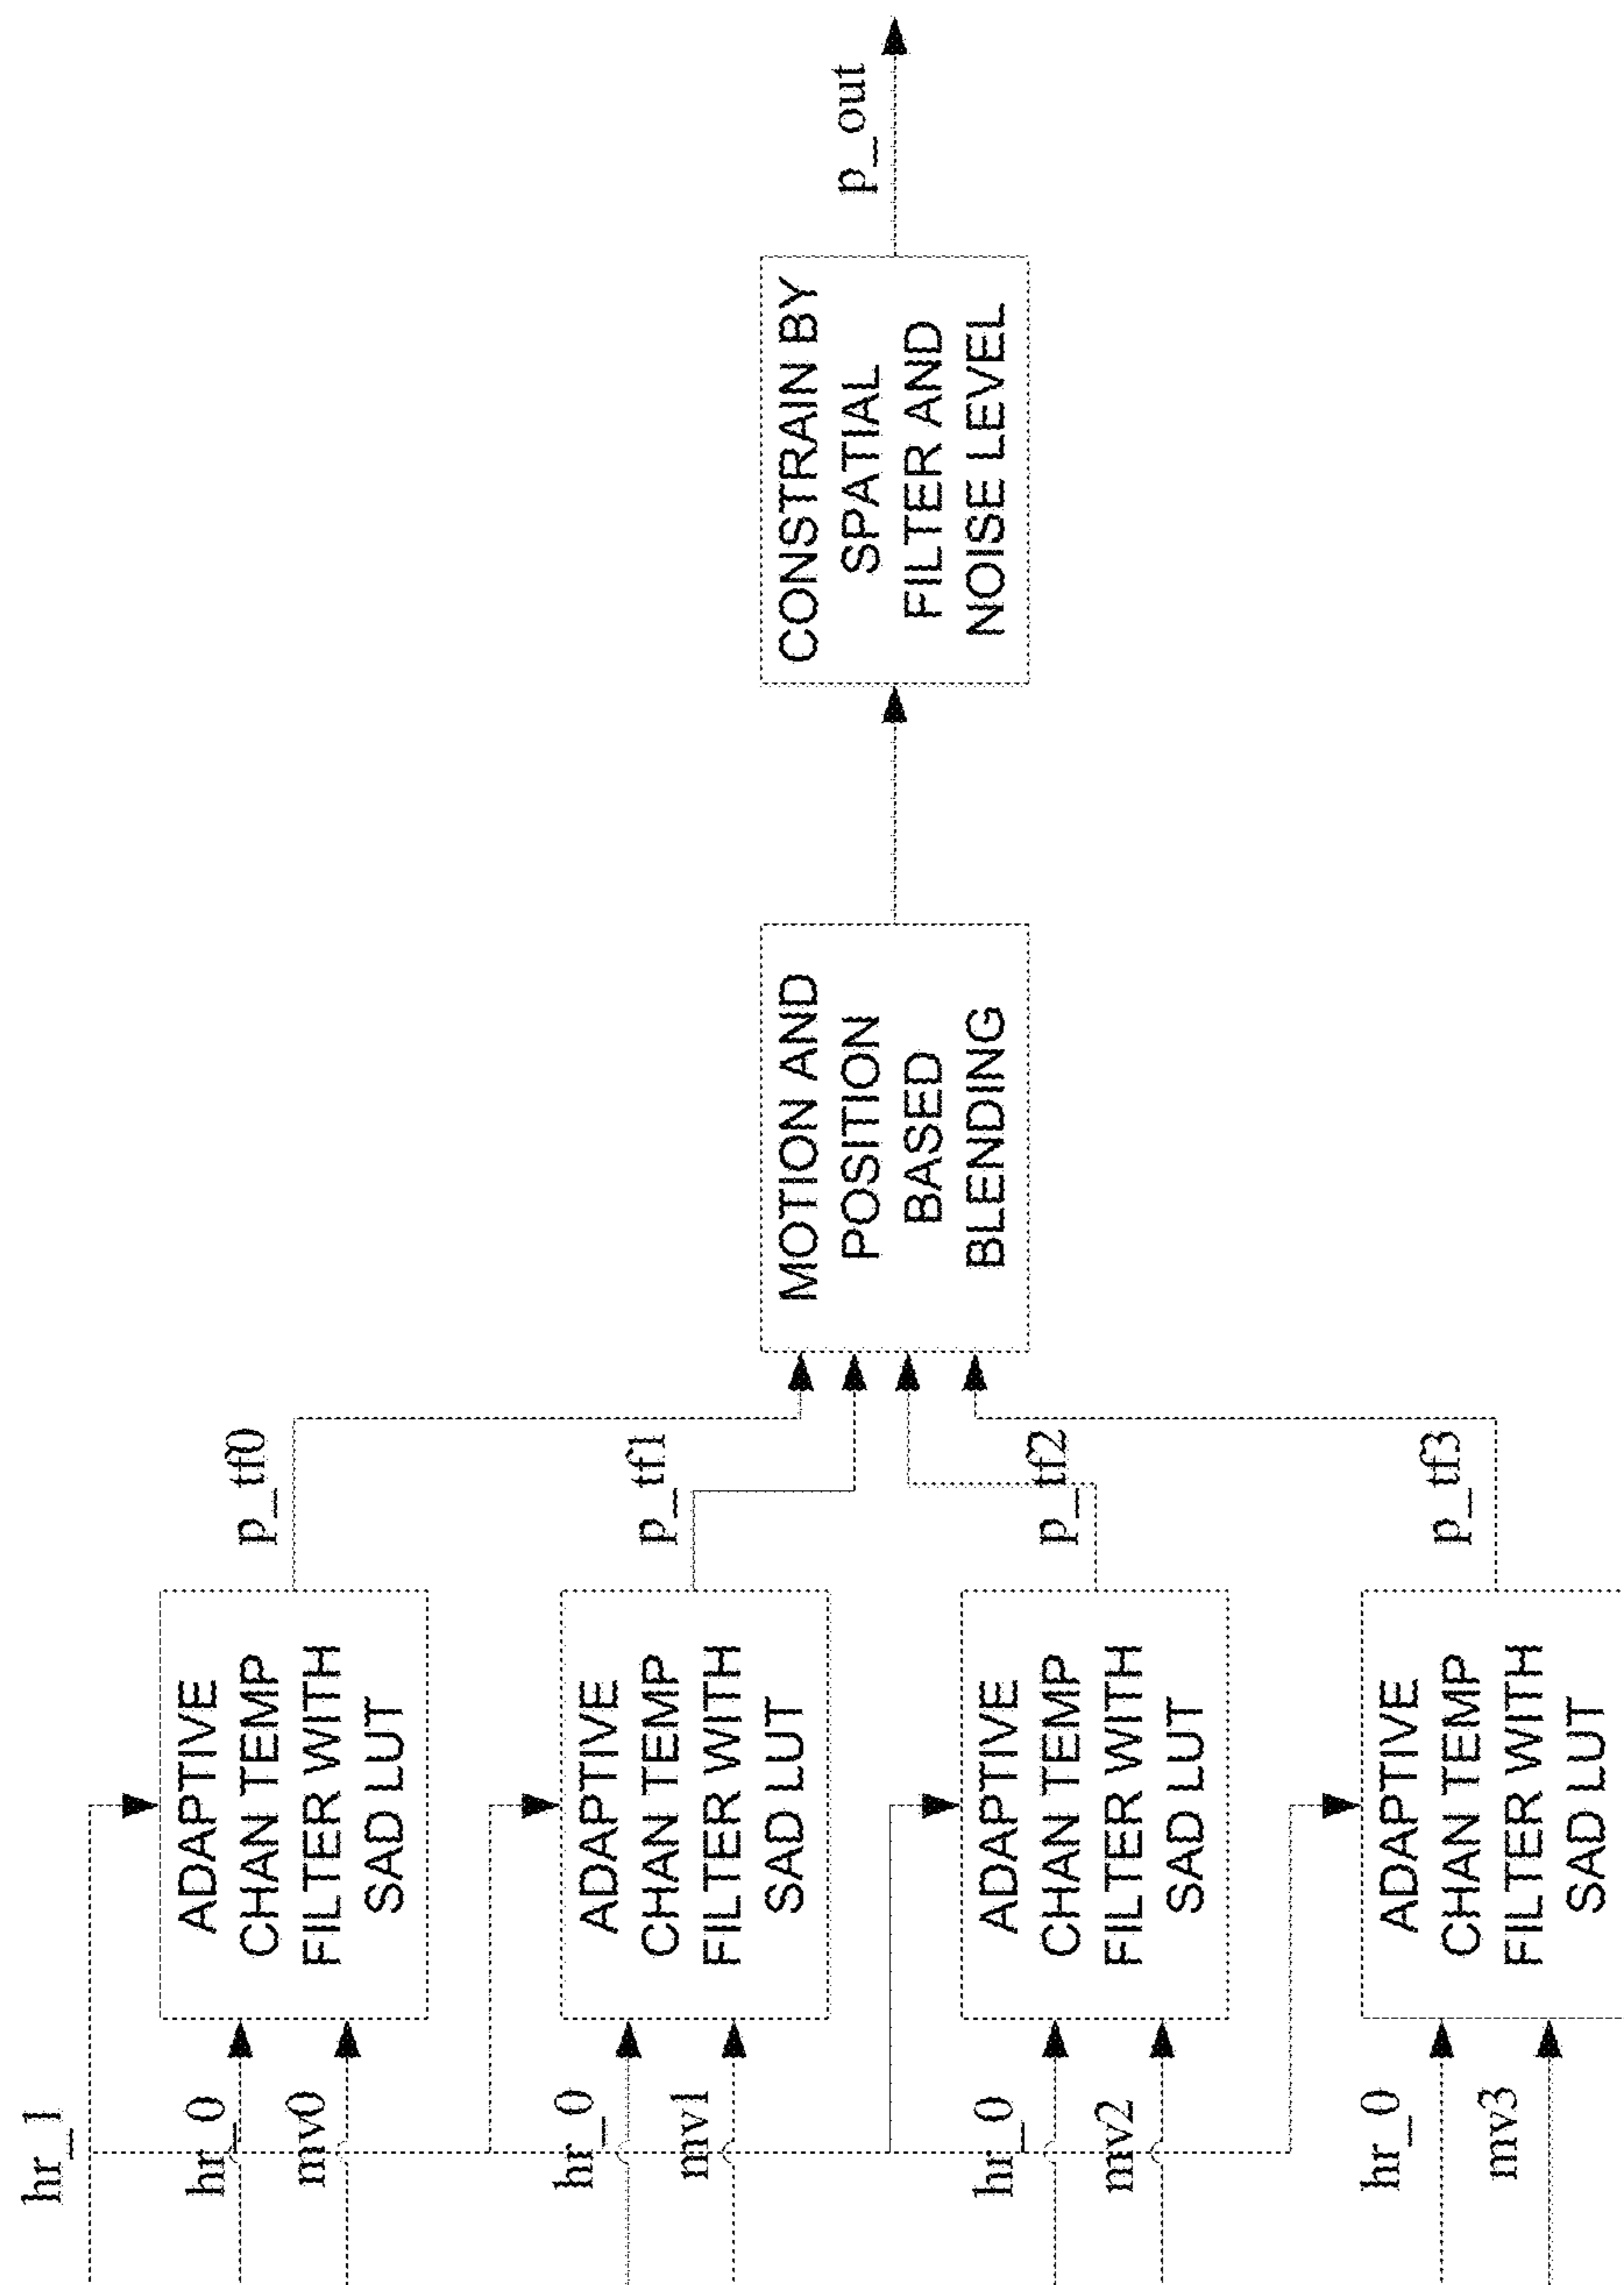 hr_1
hr_0
mv0
ADAPTIVE
CHAN TEMP
FILTER WITH
SAD LUT
p_tf0
hr_0
mv1
ADAPTIVE
CHAN TEMP
FILTER WITH
SAD LUT
p_tf1
hr_0
mv2
ADAPTIVE
CHAN TEMP
FILTER WITH
SAD LUT
p_tf2
hr_0
mv3
ADAPTIVE
CHAN TEMP
FILTER WITH
SAD LUT
p_tf3
MOTION AND
POSITION
BASED
BLENDING
CONSTRAIN BY
SPATIAL
FILTER AND
NOISE LEVEL
p_out